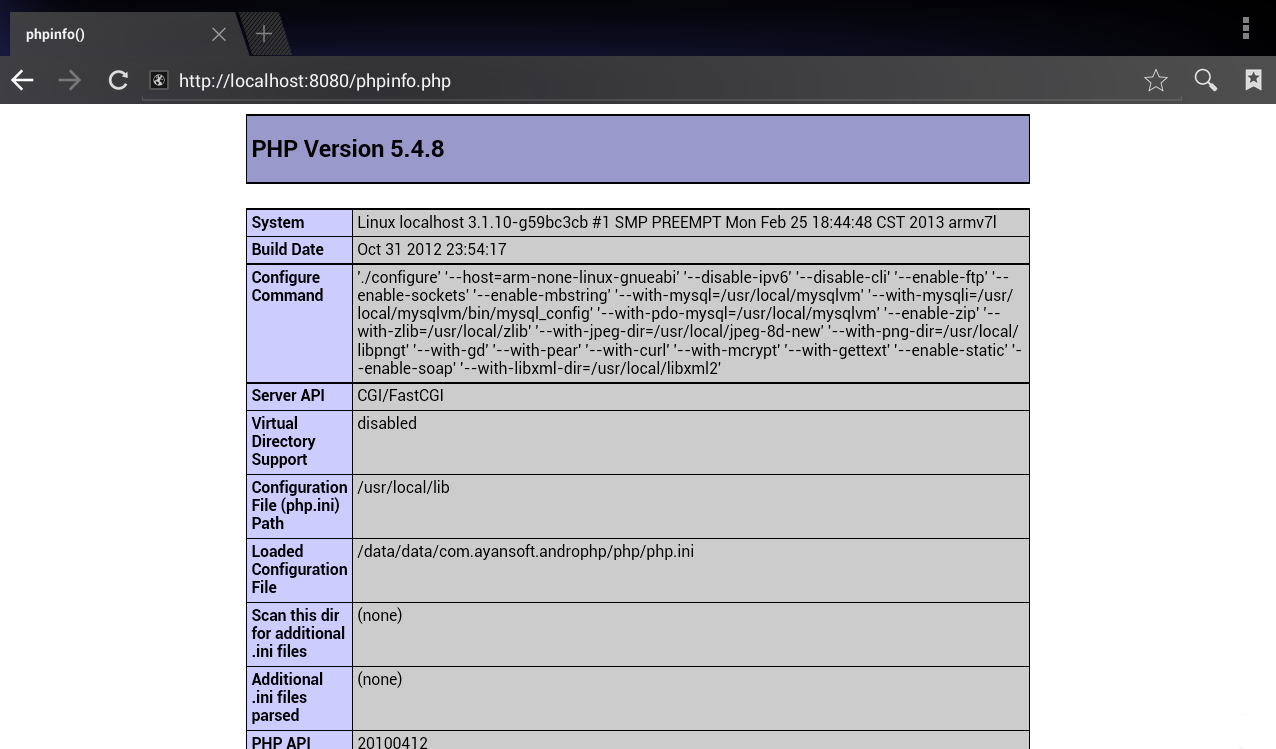 phpinfo()
http://localhost:8080/phpinfo.php
PHP Version 5.4.8
System
Linux localhost 3.1.10-g59bc3cb #1 SMP PREEMPT Mon Feb 25 18:44:48 CST 2013 armv7l
Build Date
Oct 31 2012 23:54:17
Configure
Command
'./configure' '--host=arm-none-linux-gnueabi' '--disable-ipv6' '--disable-cli' '--enable-ftp' '--
enable-sockets' '--enable-mbstring' '--with-mysql=/usr/local/mysqlvm' '--with-mysqli=/usr/
local/mysqlvm/bin/mysql_config' '--with-pdo-mysql=/usr/local/mysqlvm' '--enable-zip' '--
with-zlib=/usr/local/zlib' '--with-jpeg-dir=/usr/local/jpeg-8d-new' '--with-png-dir=/usr/local/
libpngt' '--with-gd' '--with-pear' '--with-curl' '--with-mcrypt' '--with-gettext' '--enable-static' '-
-enable-soap' '--with-libxml-dir=/usr/local/libxml2'
Server API
CGI/FastCGI
Virtual
Directory
Support
disabled
Configuration
File (php.ini)
Path
/usr/local/lib
Loaded
Configuration
File
/data/data/com.ayansoft.androphp/php/php.ini
Scan this dir
for additional
.ini files
(none)
Additional
.ini files
parsed
(none)
PHP API
20100412